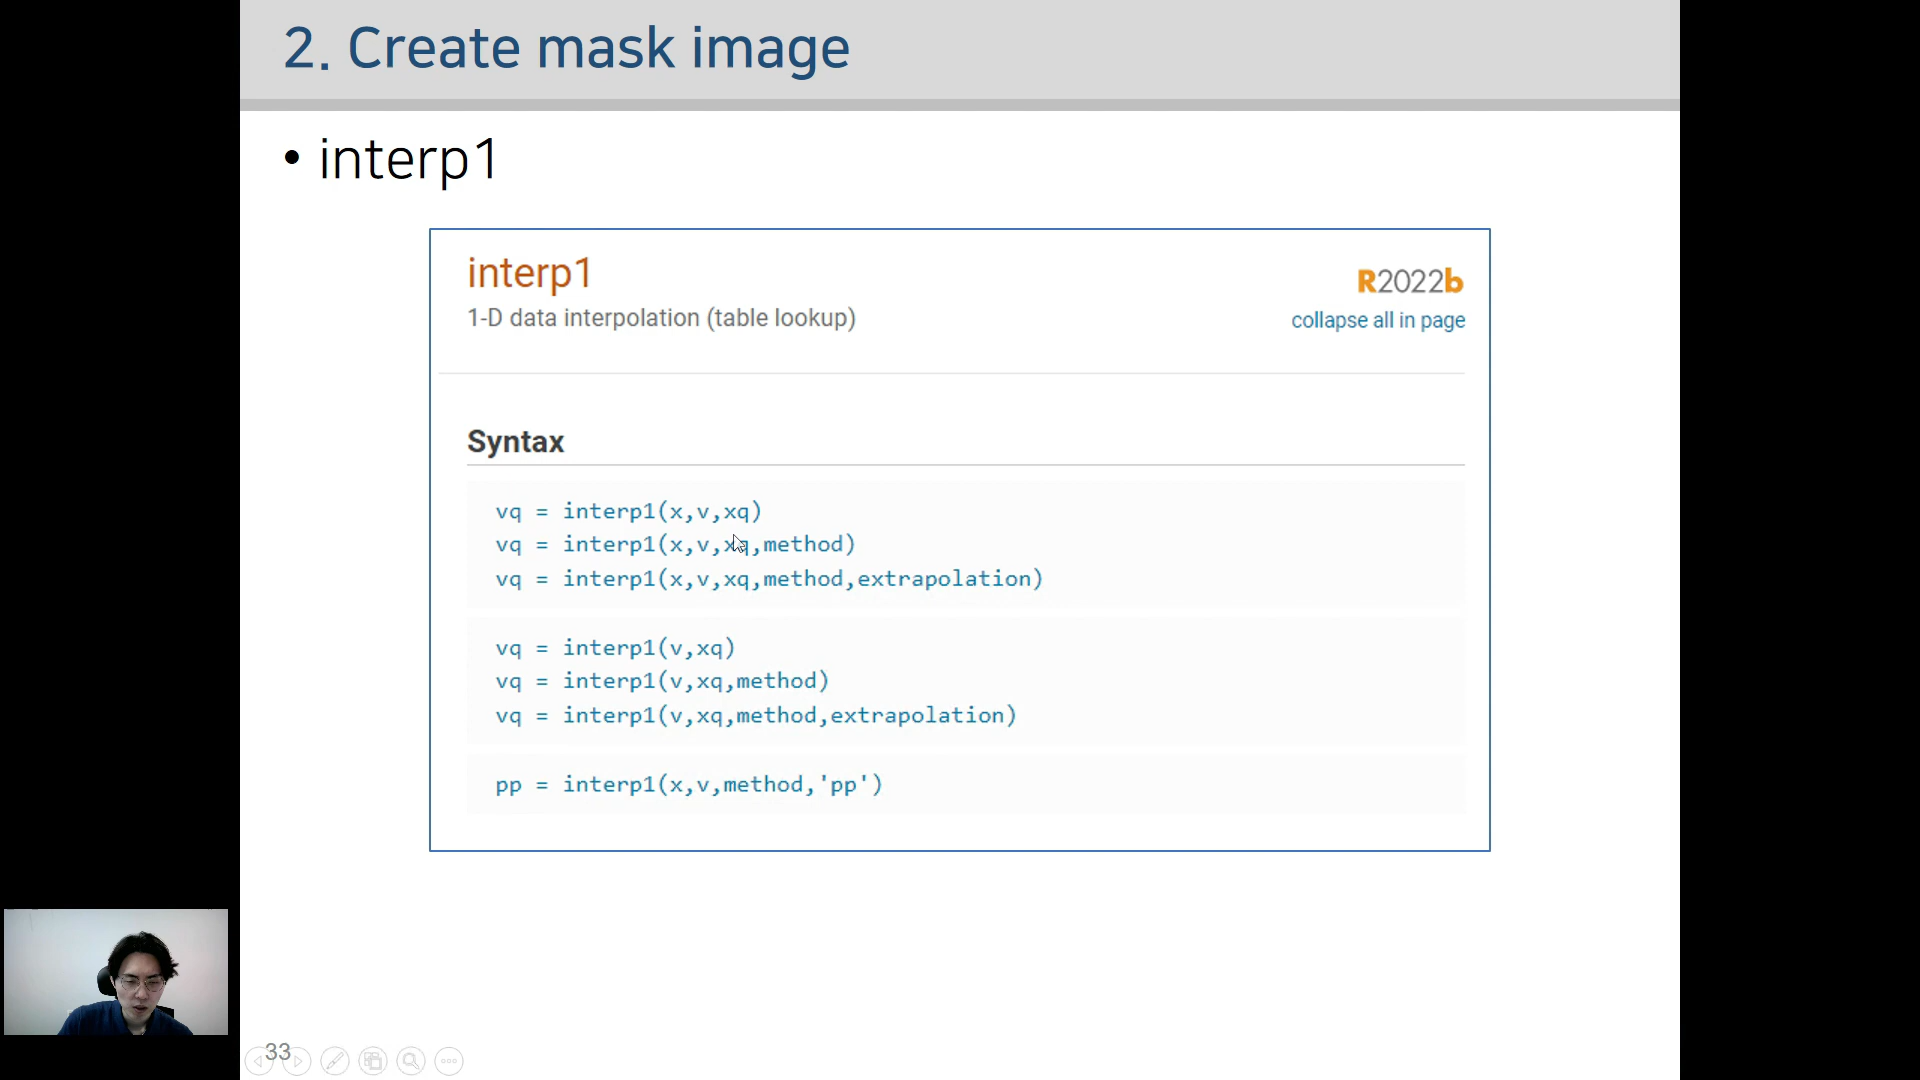 2. Create mask image
• interp1
interp1
R2022b
1-D data interpolation (table lookup)
collapse all in page
Syntax
vq = interp1(x,v,xq)
vq = interp1(x,v,xq,method)
vq = interp1(x,v,xq,method,extrapolation)
vq = interp1(v,xq)
vq = interp1(v,xq,method)
vq = interp1(v,xq,method,extrapolation)
pp = interp1(x,v,method,'pp')
33